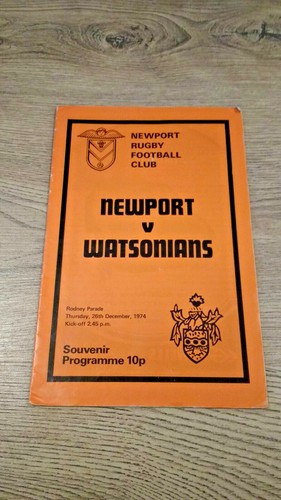 NEWPORT
RUGBY
FOOTBALL
CLUB
NEWPORT
v
WATSONIANS
Rodney Parade
Thursday, 26th December, 1974
Kick-off 2.45 p.m.
Souvenir
Programme 10p